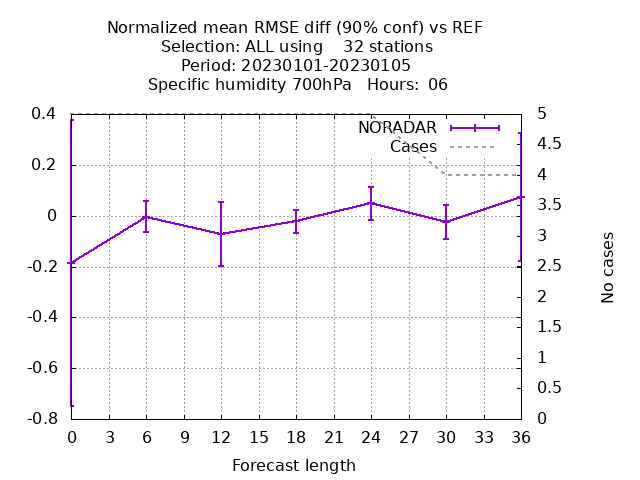 Normalized mean RMSE diff (90% conf) vs REF
Selection: ALL using    32 stations
Period: 20230101-20230105
Specific humidity 700hPa   Hours:  06
NORADAR
Cases
0.4
0.2
0
-0.2
-0.4
-0.6
-0.8
5
4.5
4
3.5
3
2.5
2
1.5
1
0.5
0
No cases
0 3 6 9 12 15 18 21 24 27 30 33 36
Forecast length